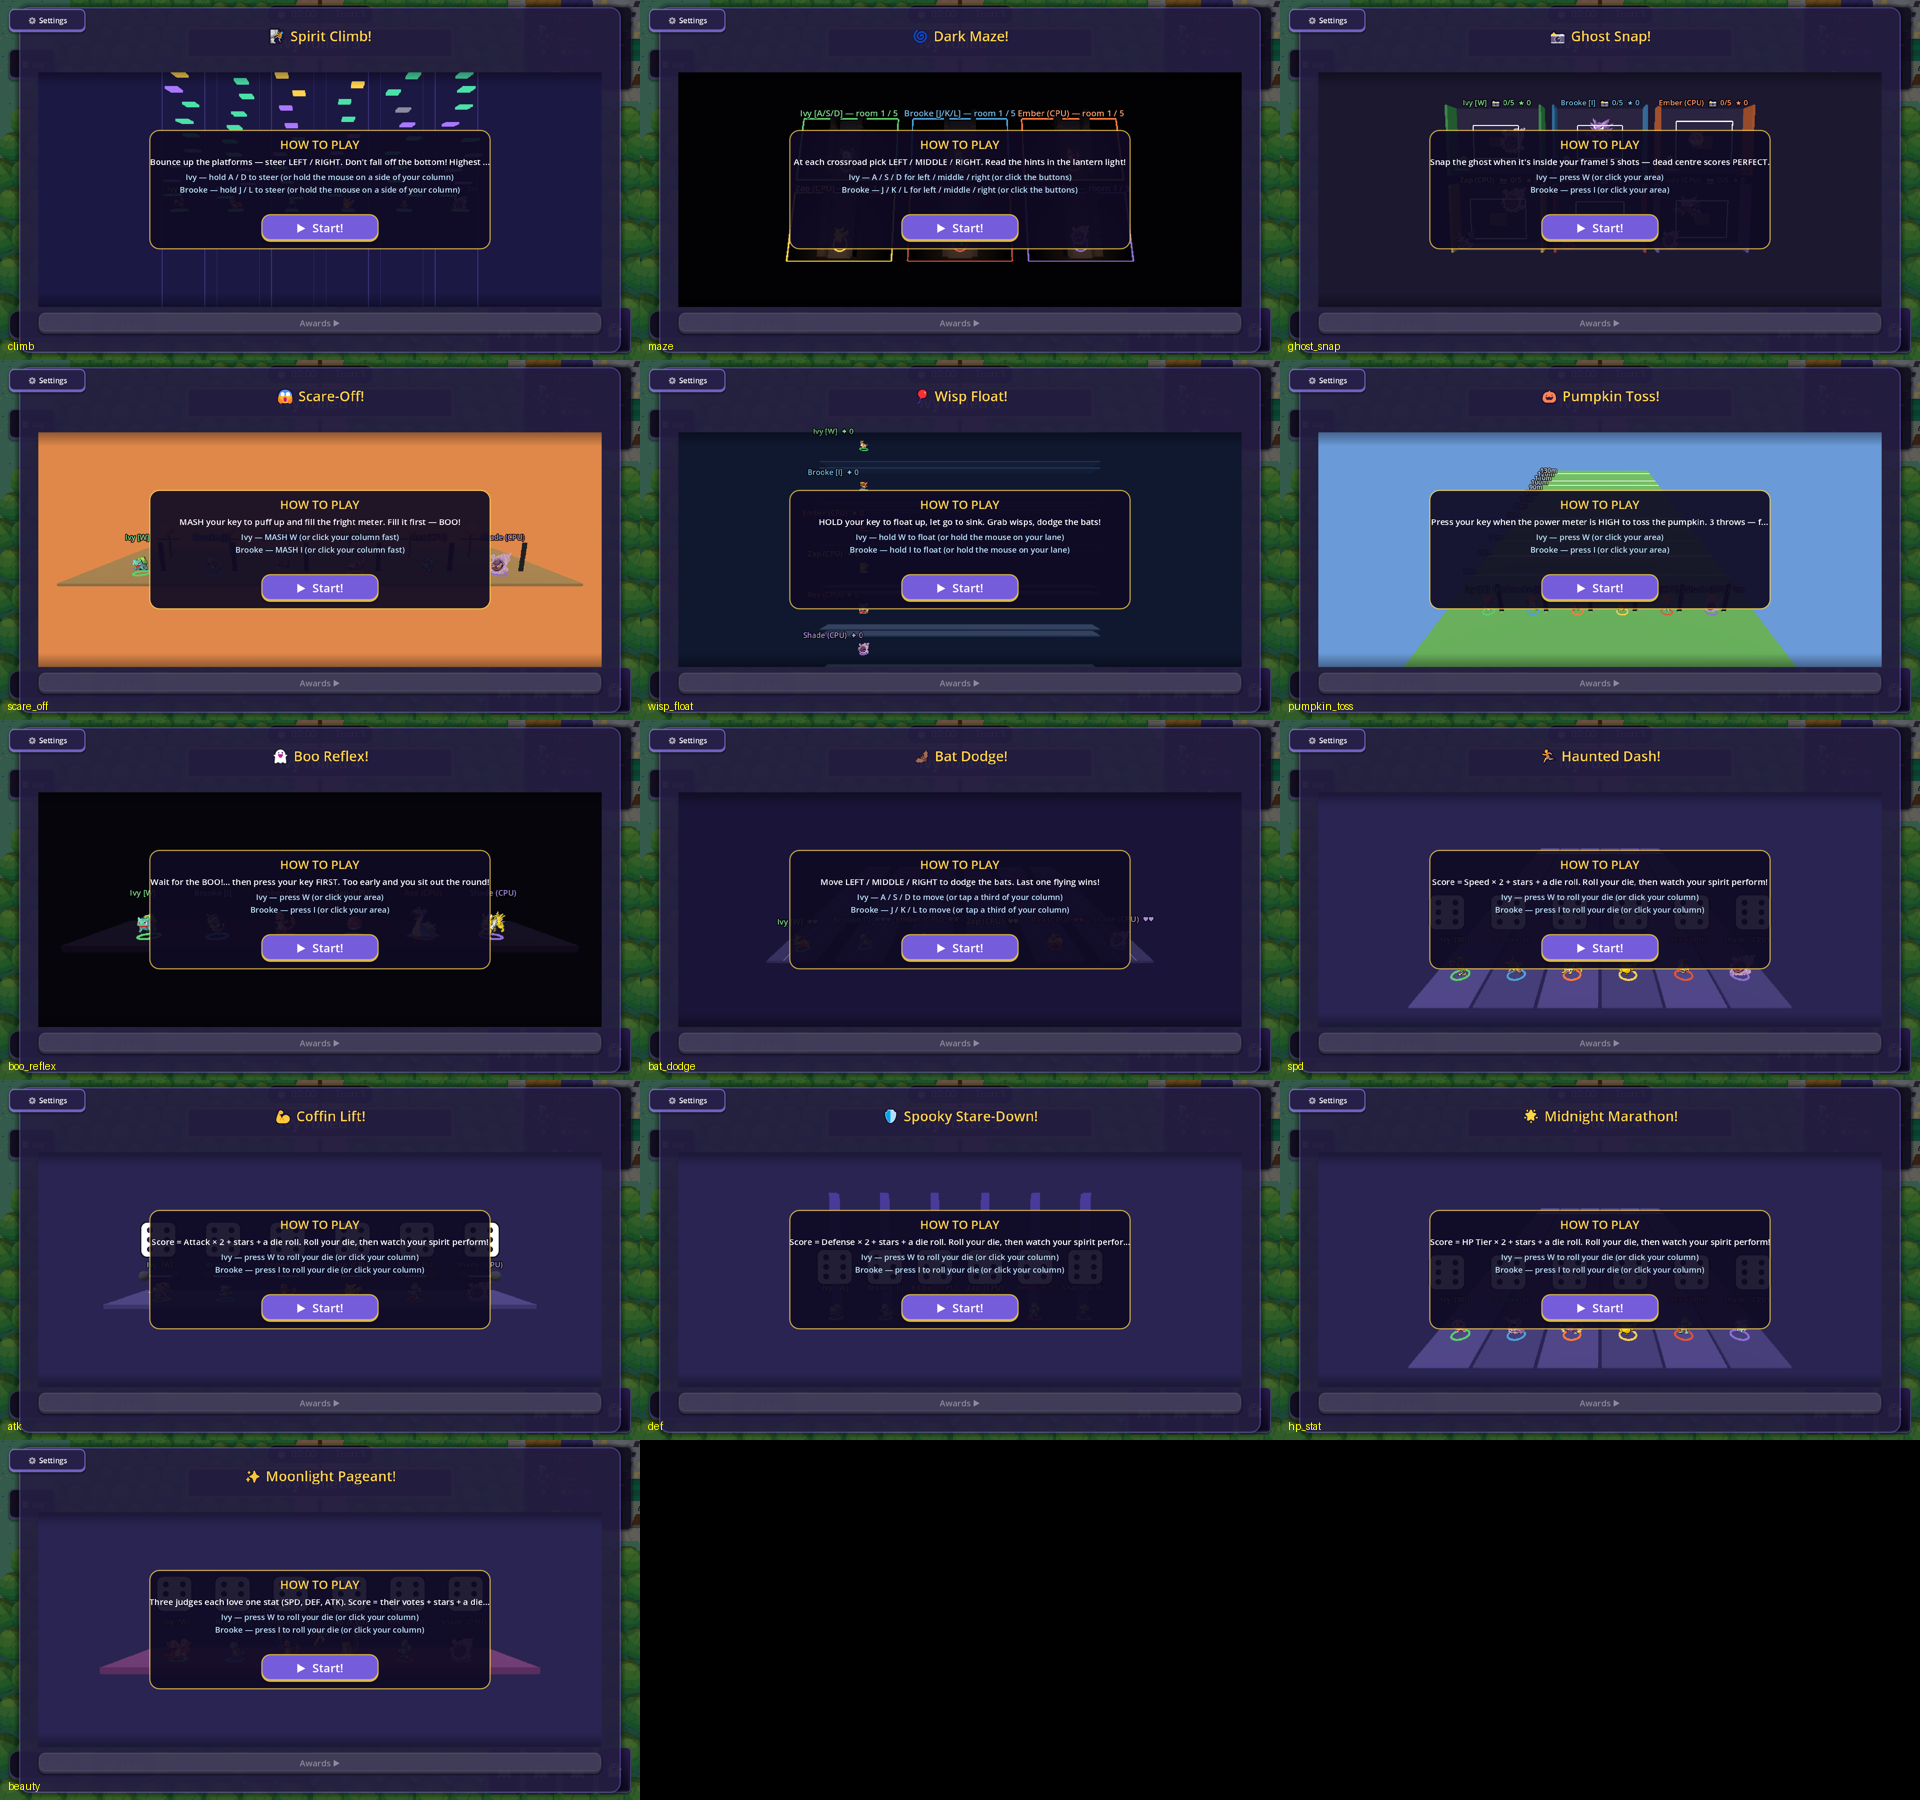 Settings
Spirit Climb!
HOW TO PLAY
Bounce up the platforms — steer LEFT / RIGHT. Don't fall off the bottom! Highest ...
Ivy — hold A / D to steer (or hold the mouse on a side of your column)
Brooke — hold J / L to steer (or hold the mouse on a side of your column)
▶ Start!
Awards ▶
climb
Settings
Dark Maze!
Ivy [A/S/D] — room 1 / 5 Brooke [J/K/L] — room 1 / 5 Ember (CPU) — room 1 / 5
HOW TO PLAY
At each crossroad pick LEFT / MIDDLE / RIGHT. Read the hints in the lantern light!
Ivy — A / S / D for left / middle / right (or click the buttons)
Brooke — J / K / L for left / middle / right (or click the buttons)
▶ Start!
Awards ▶
maze
Settings
Ghost Snap!
Ivy [W] 0/5 ★ 0 Brooke [I] 0/5 ★ 0 Ember (CPU) 0/5 ★ 0
HOW TO PLAY
Snap the ghost when it's inside your frame! 5 shots — dead centre scores PERFECT.
Ivy — press W (or click your area)
Brooke — press I (or click your area)
▶ Start!
Awards ▶
ghost_snap
Settings
Scare-Off!
HOW TO PLAY
MASH your key to puff up and fill the fright meter. Fill it first — BOO!
Ivy — MASH W (or click your column fast)
Brooke — MASH I (or click your column fast)
▶ Start!
Awards ▶
scare_off
Settings
Wisp Float!
Ivy [W] ✦ 0
Brooke [I] ✦ 0
HOW TO PLAY
HOLD your key to float up, let go to sink. Grab wisps, dodge the bats!
Ivy — hold W to float (or hold the mouse on your lane)
Brooke — hold I to float (or hold the mouse on your lane)
▶ Start!
Shade (CPU) ✦ 0
Awards ▶
wisp_float
Settings
Pumpkin Toss!
HOW TO PLAY
Press your key when the power meter is HIGH to toss the pumpkin. 3 throws — f...
Ivy — press W (or click your area)
Brooke — press I (or click your area)
▶ Start!
Awards ▶
pumpkin_toss
Settings
Boo Reflex!
HOW TO PLAY
Wait for the BOO!... then press your key FIRST. Too early and you sit out the round!
Ivy — press W (or click your area)
Brooke — press I (or click your area)
▶ Start!
Awards ▶
boo_reflex
Settings
Bat Dodge!
HOW TO PLAY
Move LEFT / MIDDLE / RIGHT to dodge the bats. Last one flying wins!
Ivy — A / S / D to move (or tap a third of your column)
Brooke — J / K / L to move (or tap a third of your column)
▶ Start!
Awards ▶
bat_dodge
Settings
Haunted Dash!
HOW TO PLAY
Score = Speed × 2 + stars + a die roll. Roll your die, then watch your spirit perform!
Ivy — press W to roll your die (or click your column)
Brooke — press I to roll your die (or click your column)
▶ Start!
Awards ▶
spd
Settings
Coffin Lift!
HOW TO PLAY
Score = Attack × 2 + stars + a die roll. Roll your die, then watch your spirit perform!
Ivy — press W to roll your die (or click your column)
Brooke — press I to roll your die (or click your column)
▶ Start!
Awards ▶
atk
Settings
Spooky Stare-Down!
HOW TO PLAY
Score = Defense × 2 + stars + a die roll. Roll your die, then watch your spirit perfor...
Ivy — press W to roll your die (or click your column)
Brooke — press I to roll your die (or click your column)
▶ Start!
Awards ▶
def
Settings
Midnight Marathon!
HOW TO PLAY
Score = HP Tier × 2 + stars + a die roll. Roll your die, then watch your spirit perform!
Ivy — press W to roll your die (or click your column)
Brooke — press I to roll your die (or click your column)
▶ Start!
Awards ▶
hp_stat
Settings
Moonlight Pageant!
HOW TO PLAY
Three judges each love one stat (SPD, DEF, ATK). Score = their votes + stars + a die...
Ivy — press W to roll your die (or click your column)
Brooke — press I to roll your die (or click your column)
▶ Start!
Awards ▶
beauty